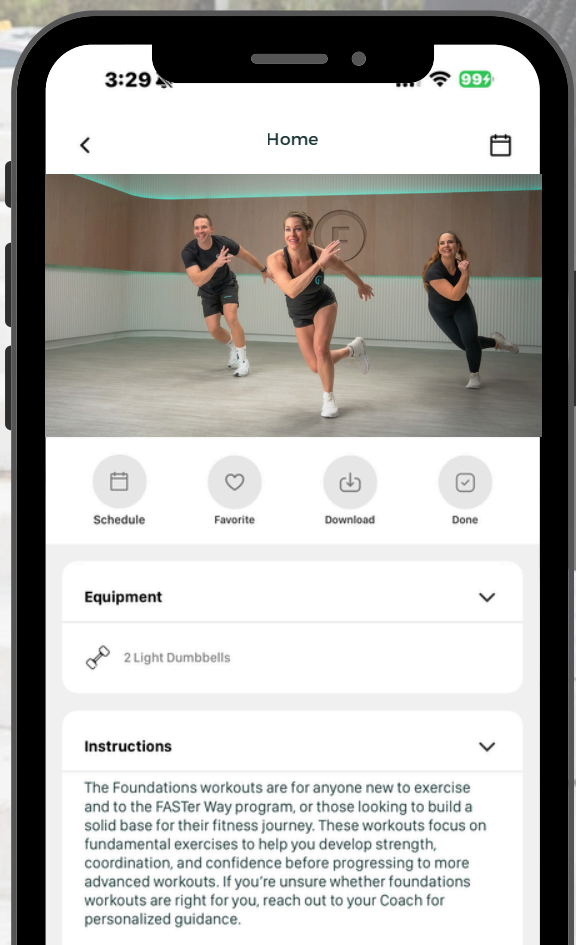 3:29
99
Home
F
Schedule
Favorite
Download
Done
Equipment
2 Light Dumbbells
Instructions
The Foundations workouts are for anyone new to exercise
and to the FASTer Way program, or those looking to build a
solid base for their fitness journey. These workouts focus on
fundamental exercises to help you develop strength,
coordination, and confidence before progressing to more
advanced workouts. If you're unsure whether foundations
workouts are right for you, reach out to your Coach for
personalized guidance.